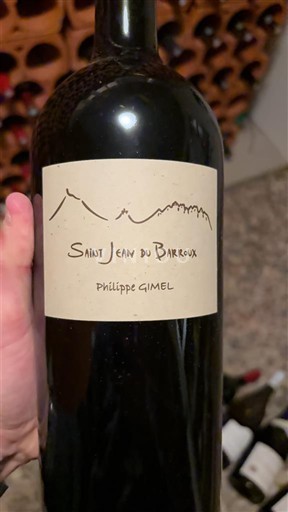 Saint Jean du Barroux
Philippe GIMEL